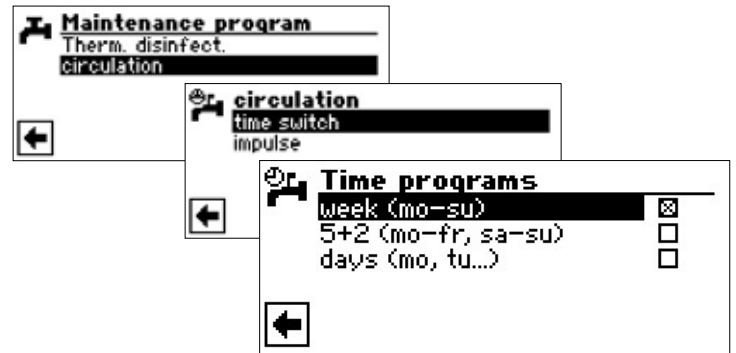 Maintenance program
Therm. disinfect.
circulation
circulation
time switch
impulse
Time programs
week (mo-su)
5+2 (mo-fr, sa-su)
days (mo, tu...)